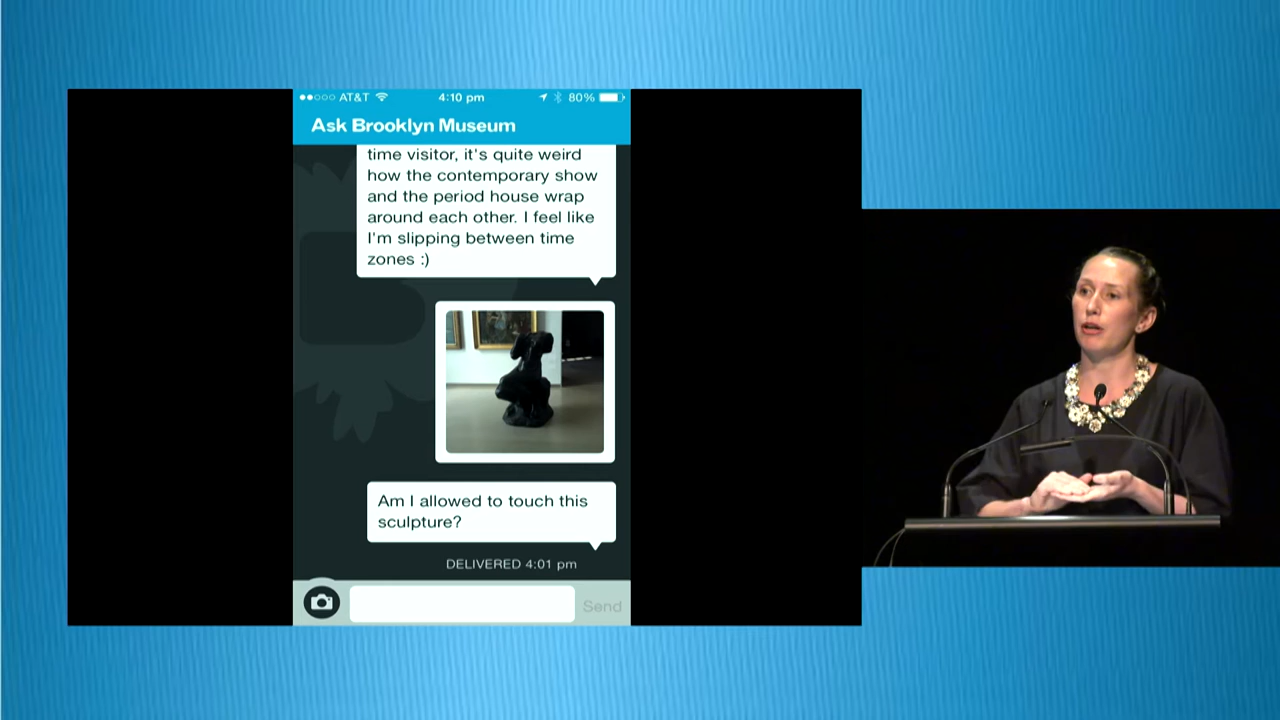 AT&T
4:10 pm
80%
Ask Brooklyn Museum
time visitor, it's quite weird
how the contemporary show
and the period house wrap
around each other. I feel like
I'm slipping between time
zones :)
Am I allowed to touch this
sculpture?
DELIVERED 4:01 pm
Send